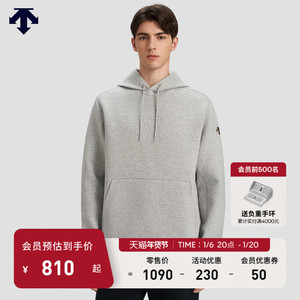 会员前500名
送负重手环
累计实付满4000元
会员预估到手价
¥ 810 起
天猫年货节 | TIME：1/6 20点 - 1/20
零售价 活动优惠 会员优惠券
= 1090 - 230 - 50